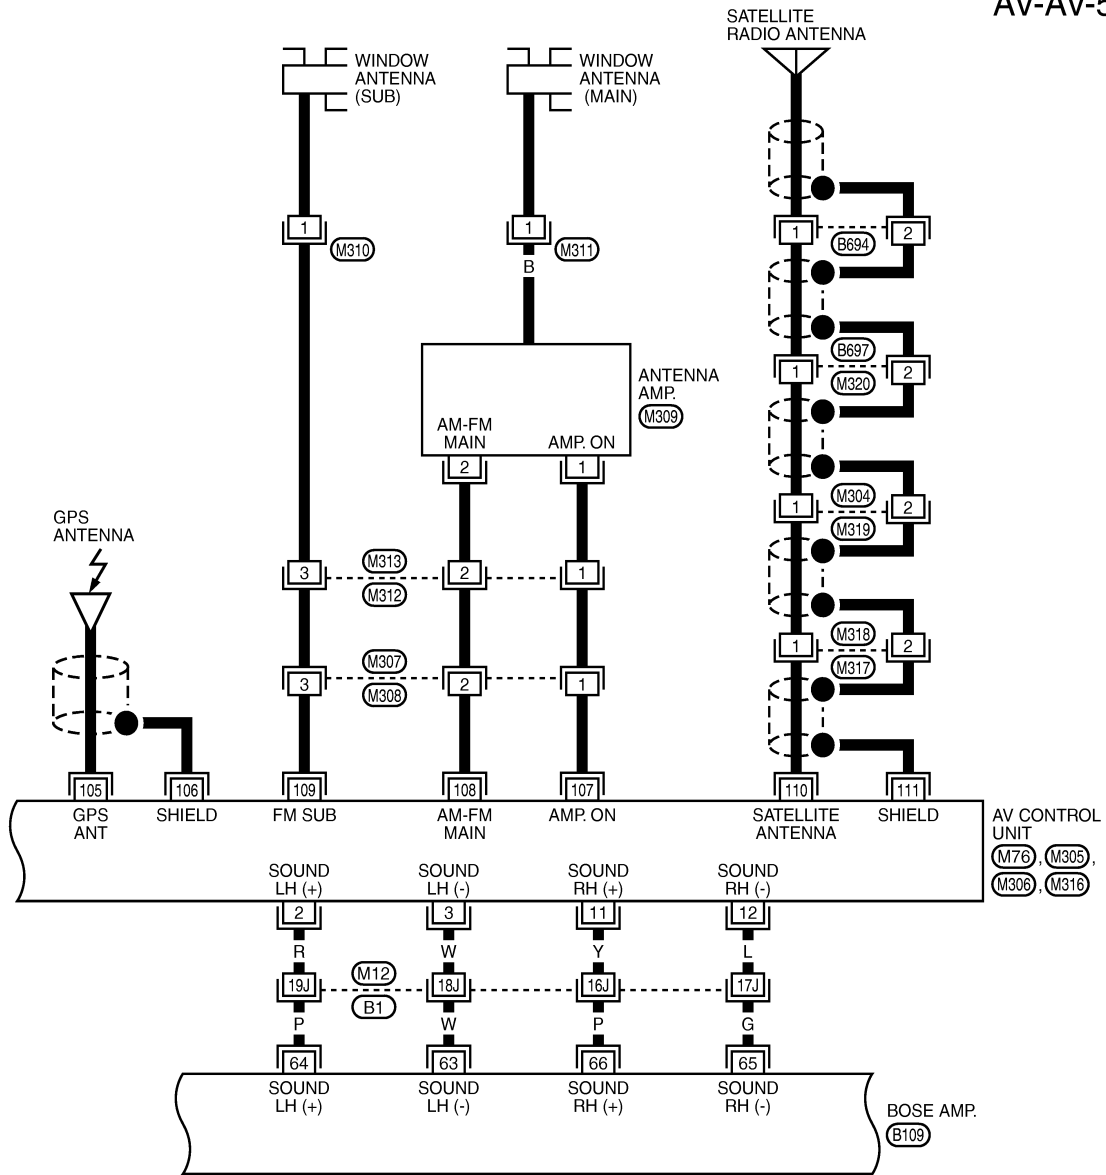 AV-AV-5
SATELLITE
RADIO ANTENNA
WINDOW
ANTENNA
(SUB)
WINDOW
ANTENNA
(MAIN)
1
M310
1
M311
B
1
2
B694
B697
1
2
M320
ANTENNA
AMP.
M309
AM-FM
MAIN
AMP. ON
2
1
M304
1
2
M319
GPS
ANTENNA
M313
3
2
1
M312
M318
1
2
M317
M307
3
2
1
M308
105
106
109
108
107
110
111
GPS
ANT
SHIELD
FM SUB
AM-FM
MAIN
AMP. ON
SATELLITE
ANTENNA
SHIELD
AV CONTROL
UNIT
M76 , M305 ,
M306 , M316
SOUND
LH (+)
SOUND
LH (-)
SOUND
RH (+)
SOUND
RH (-)
2
3
11
12
R
W
Y
L
M12
19J
18J
16J
17J
B1
P
W
P
G
64
63
66
65
SOUND
LH (+)
SOUND
LH (-)
SOUND
RH (+)
SOUND
RH (-)
BOSE AMP.
B109